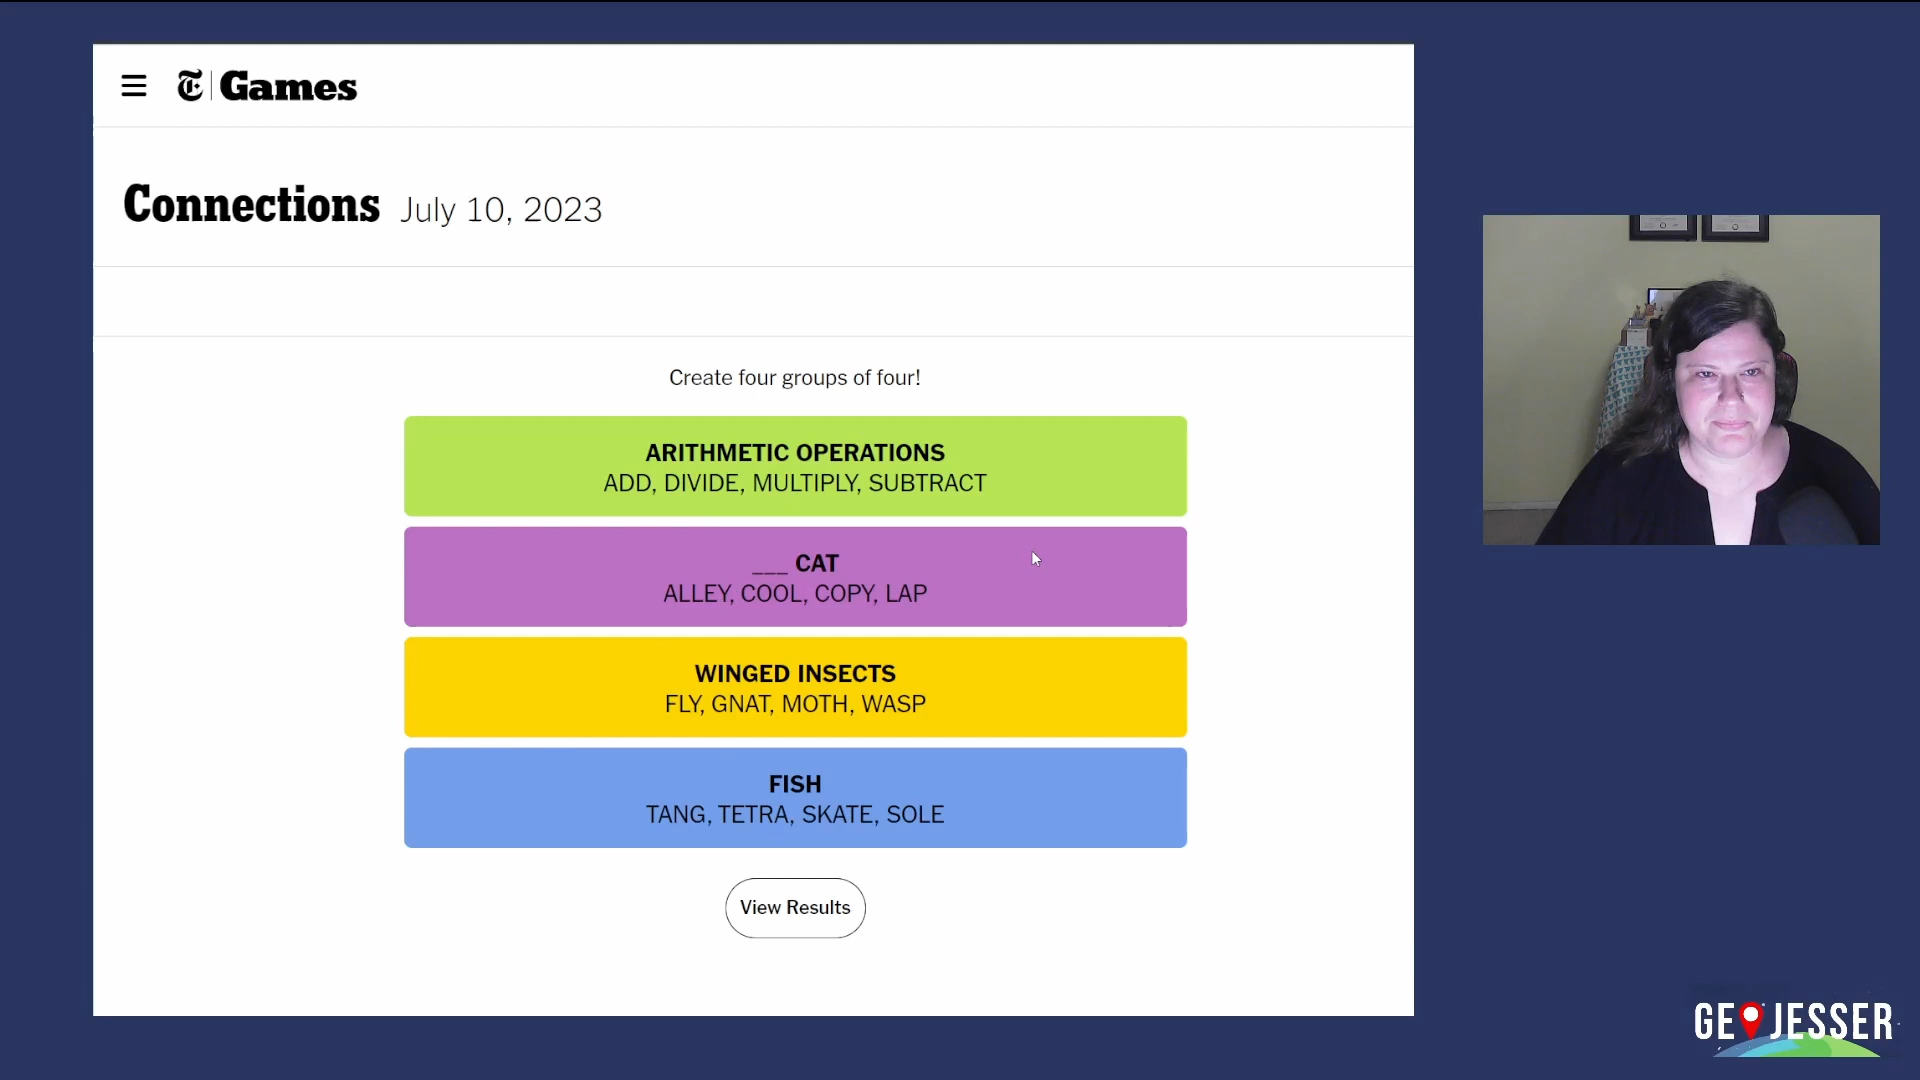 T Games
Connections July 10, 2023
Create four groups of four!
ARITHMETIC OPERATIONS
ADD, DIVIDE, MULTIPLY, SUBTRACT
___ CAT
ALLEY, COOL, COPY, LAP
WINGED INSECTS
FLY, GNAT, MOTH, WASP
FISH
TANG, TETRA, SKATE, SOLE
View Results
GEOJESSER